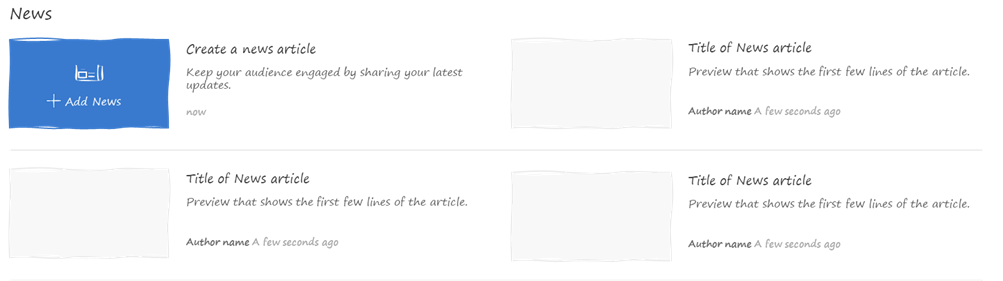 News
Create a news article
Keep your audience engaged by sharing your latest
updates.
now
+ Add News
Title of News article
Preview that shows the first few lines of the article.
Author name A few seconds ago
Title of News article
Preview that shows the first few lines of the article.
Author name A few seconds ago
Title of News article
Preview that shows the first few lines of the article.
Author name A few seconds ago